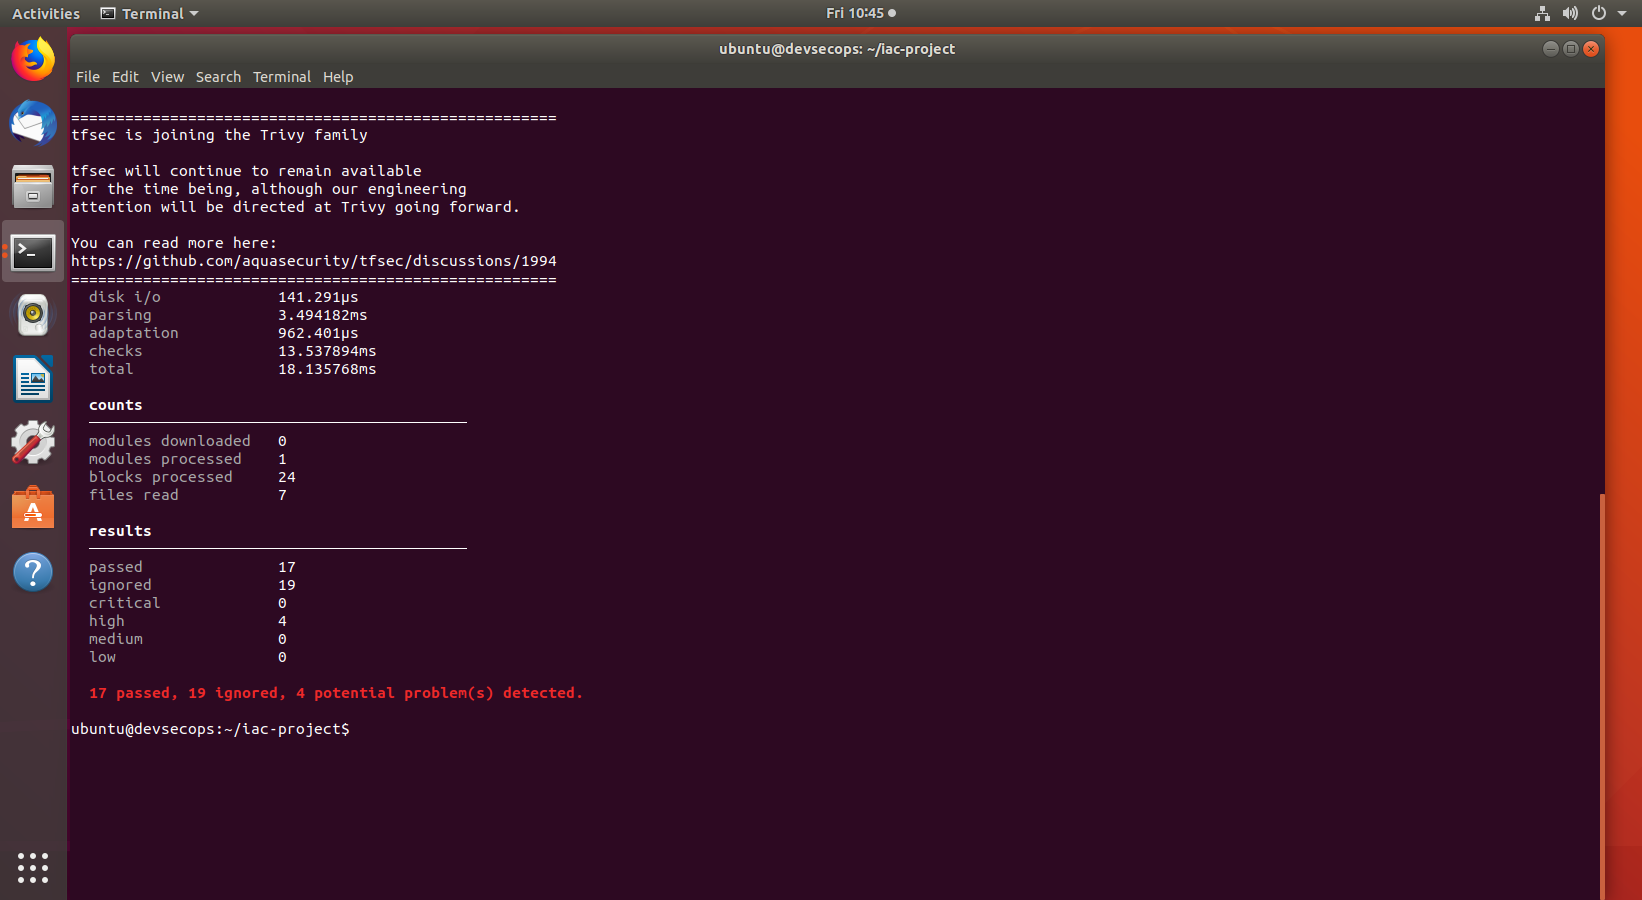 Activities Terminal Fri 10:45
ubuntu@devsecops: ~/iac-project
File Edit View Search Terminal Help
======================================================
tfsec is joining the Trivy family
tfsec will continue to remain available
for the time being, although our engineering
attention will be directed at Trivy going forward.
You can read more here:
https://github.com/aquasecurity/tfsec/discussions/1994
======================================================
disk i/o 141.291µs
parsing 3.494182ms
adaptation 962.401µs
checks 13.537894ms
total 18.135768ms
counts
modules downloaded 0
modules processed 1
blocks processed 24
files read 7
results
passed 17
ignored 19
critical 0
high 4
medium 0
low 0
17 passed, 19 ignored, 4 potential problem(s) detected.
ubuntu@devsecops:~/iac-project$